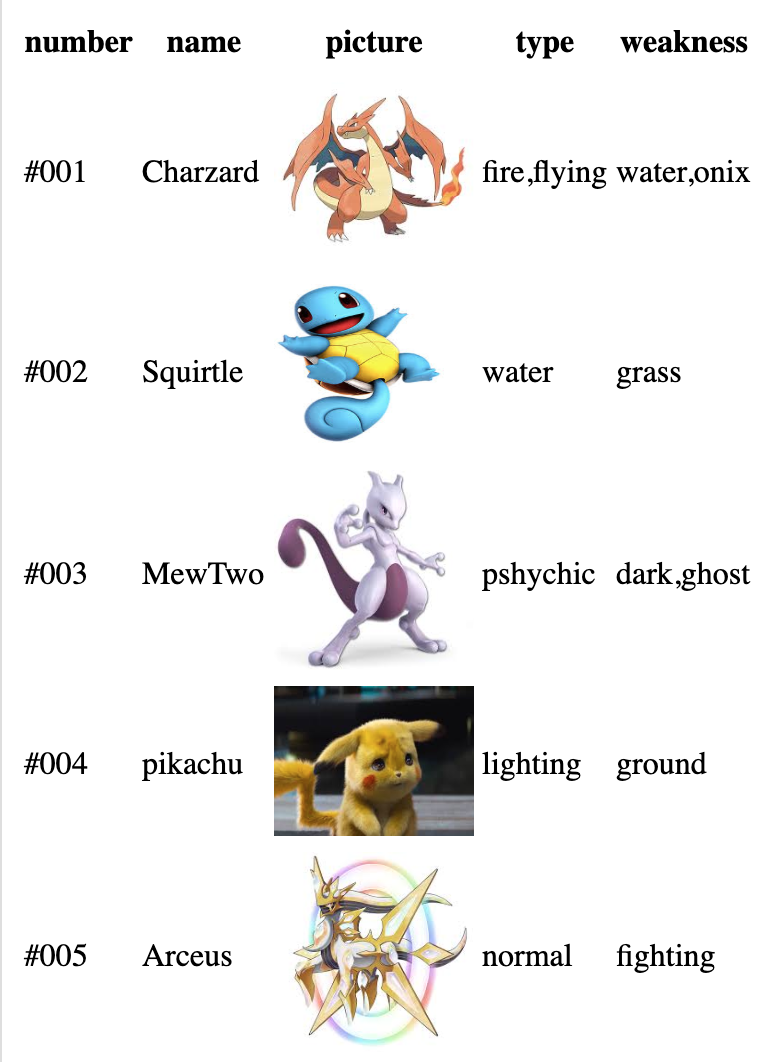 number name picture type weakness
#001 Charzard fire,flying water,onix
#002 Squirtle water grass
#003 MewTwo pshychic dark,ghost
#004 pikachu lighting ground
#005 Arceus normal fighting